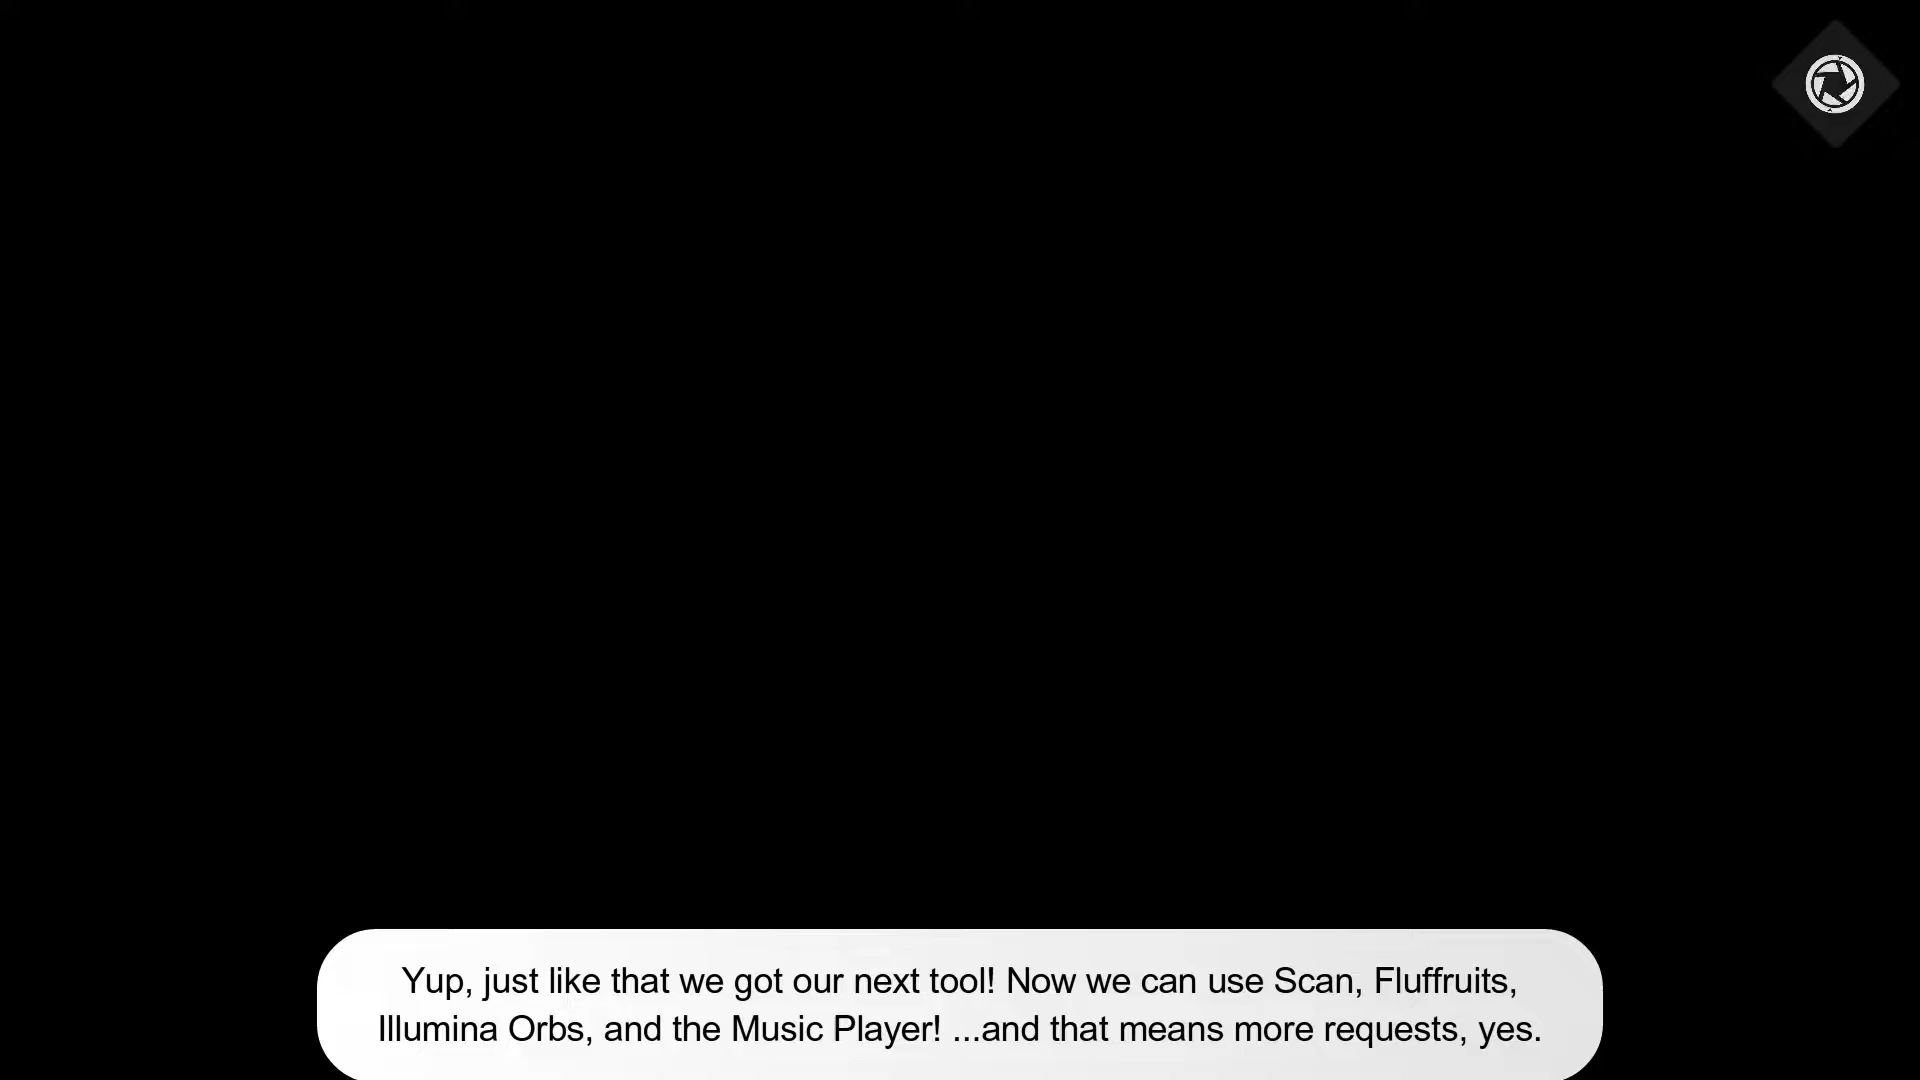 Yup, just like that we got our next tool! Now we can use Scan, Fluffruits,
Illumina Orbs, and the Music Player! ...and that means more requests, yes.